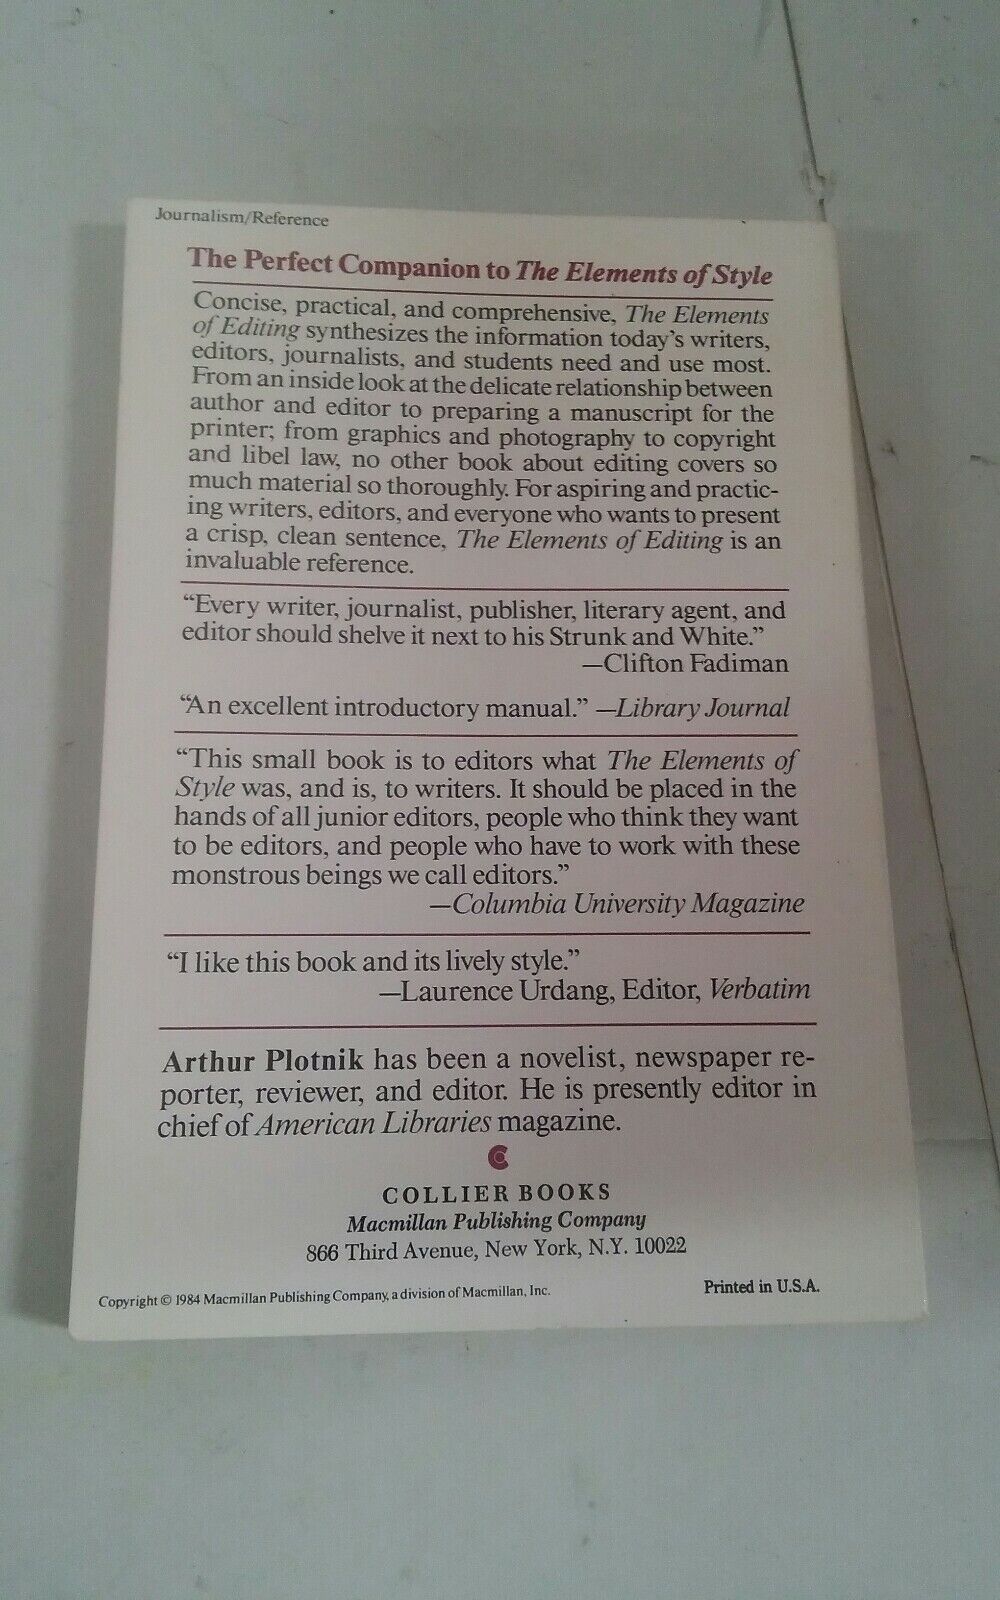 Journalism/Reference
The Perfect Companion to The Elements of Style
Concise, practical, and comprehensive, The Elements
of Editing synthesizes the information today's writers,
editors, journalists, and students need and use most.
From an inside look at the delicate relationship between
author and editor to preparing a manuscript for the
printer; from graphics and photography to copyright
and libel law, no other book about editing covers so
much material so thoroughly. For aspiring and practic-
ing writers, editors, and everyone who wants to present
a crisp, clean sentence, The Elements of Editing is an
invaluable reference.
“Every writer, journalist, publisher, literary agent, and
editor should shelve it next to his Strunk and White.”
—Clifton Fadiman
“An excellent introductory manual.” —Library Journal
“This small book is to editors what The Elements of
Style was, and is, to writers. It should be placed in the
hands of all junior editors, people who think they want
to be editors, and people who have to work with these
monstrous beings we call editors.”
—Columbia University Magazine
“I like this book and its lively style.”
—Laurence Urdang, Editor, Verbatim
Arthur Plotnik has been a novelist, newspaper re-
porter, reviewer, and editor. He is presently editor in
chief of American Libraries magazine.
COLLIER BOOKS
Macmillan Publishing Company
866 Third Avenue, New York, N.Y. 10022
Copyright © 1984 Macmillan Publishing Company, a division of Macmillan, Inc.
Printed in U.S.A.